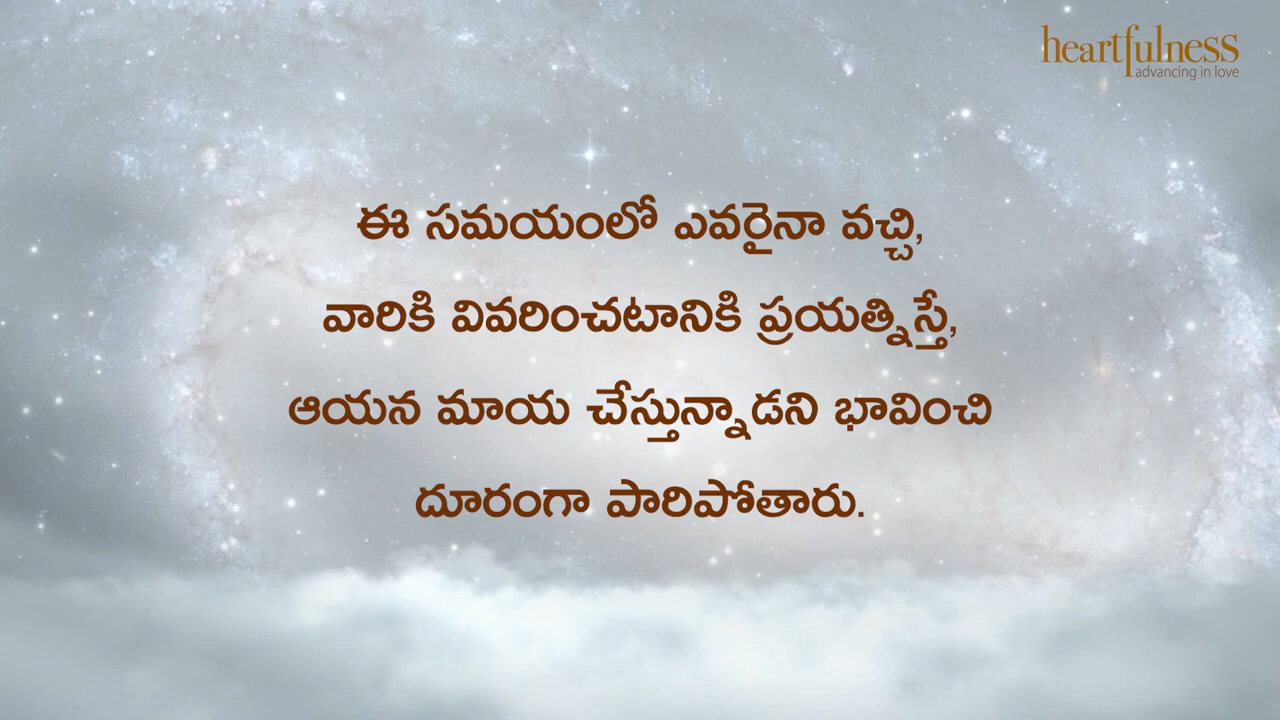 heartfulness
advancing in love
ఈ సమయంలో ఎవరైనా వచ్చి,
వారికి వివరించటానికి ప్రయత్నిస్తే,
ఆయన మాయ చేస్తున్నాడని భావించి
దూరంగా పారిపోతారు.